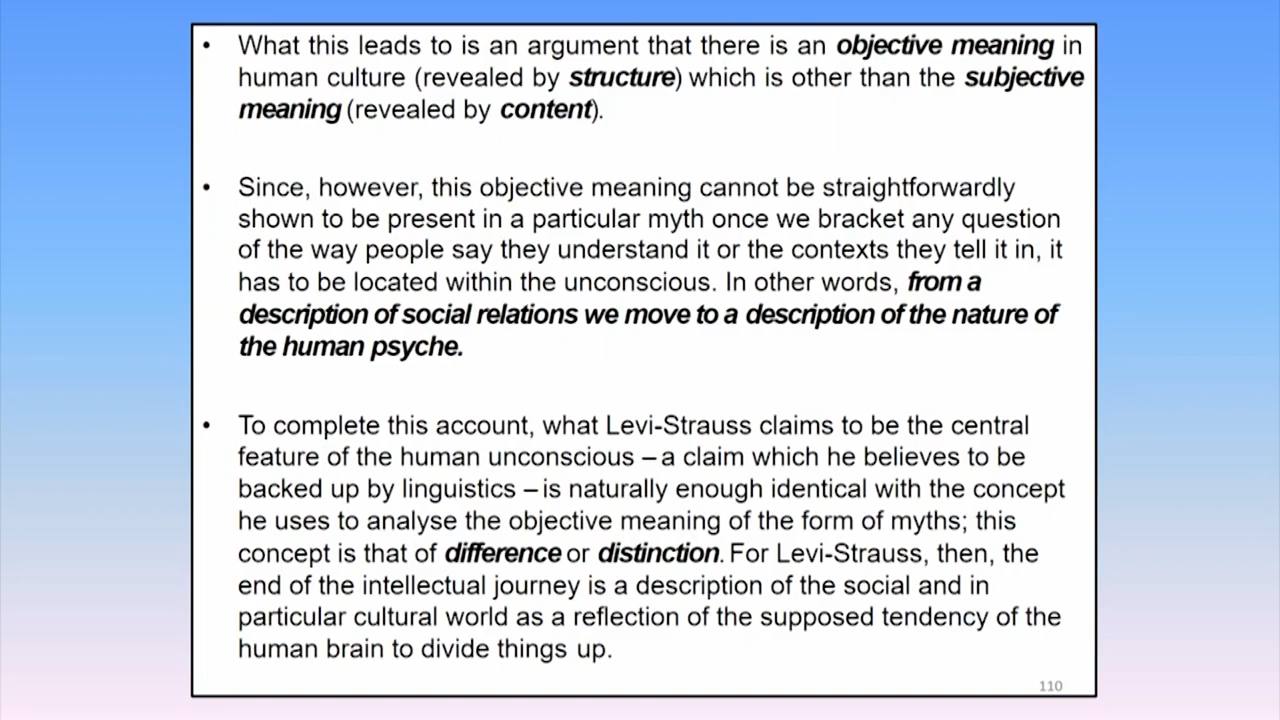 • What this leads to is an argument that there is an objective meaning in
human culture (revealed by structure) which is other than the subjective
meaning (revealed by content).
• Since, however, this objective meaning cannot be straightforwardly
shown to be present in a particular myth once we bracket any question
of the way people say they understand it or the contexts they tell it in, it
has to be located within the unconscious. In other words, from a
description of social relations we move to a description of the nature of
the human psyche.
• To complete this account, what Levi-Strauss claims to be the central
feature of the human unconscious – a claim which he believes to be
backed up by linguistics – is naturally enough identical with the concept
he uses to analyse the objective meaning of the form of myths; this
concept is that of difference or distinction. For Levi-Strauss, then, the
end of the intellectual journey is a description of the social and in
particular cultural world as a reflection of the supposed tendency of the
human brain to divide things up.
110